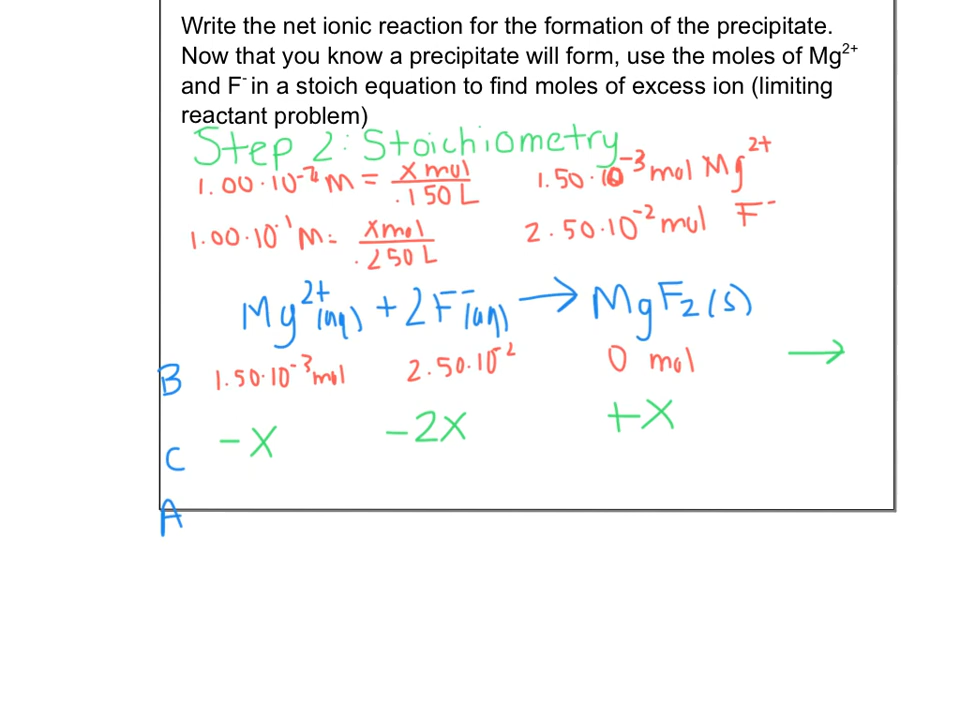 Write the net ionic reaction for the formation of the precipitate.
Now that you know a precipitate will form, use the moles of Mg²⁺
and F⁻ in a stoich equation to find moles of excess ion (limiting
reactant problem)
Step 2: Stoichiometry
1.00·10⁻² M = x mol / .150 L 1.50·10⁻³ mol Mg²⁺
1.00·10⁻¹ M = x mol / .250 L 2.50·10⁻² mol F⁻
Mg²⁺(aq) + 2F⁻(aq) → MgF₂(s)
B 1.50·10⁻³ mol 2.50·10⁻² 0 mol →
C -x -2x +x
A